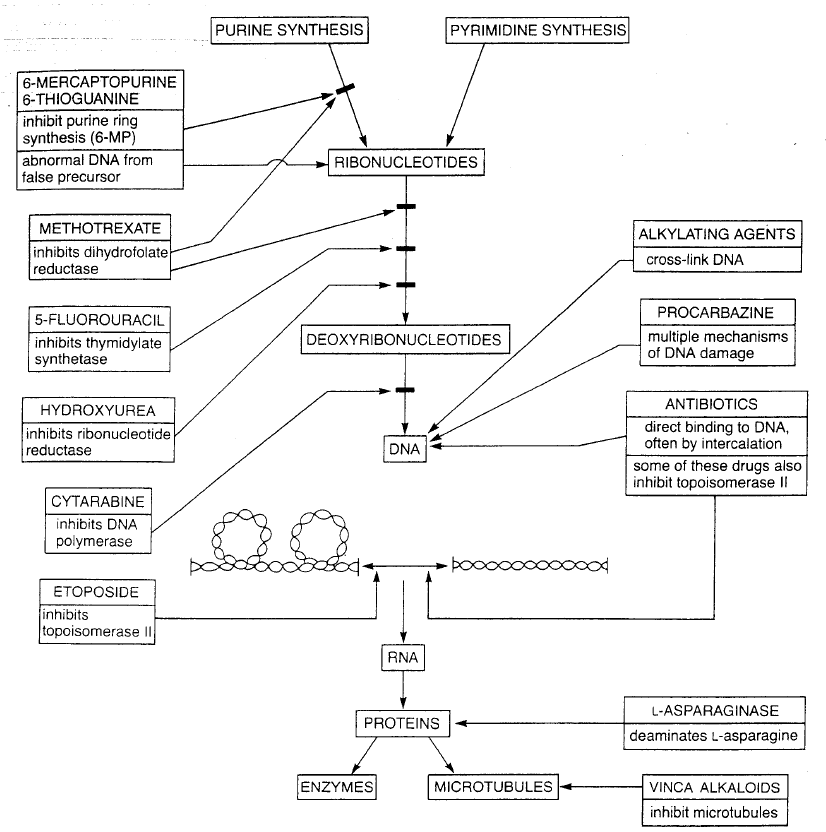 PURINE SYNTHESIS
PYRIMIDINE SYNTHESIS
6-MERCAPTOPURINE
6-THIOGUANINE
inhibit purine ring
synthesis (6-MP)
abnormal DNA from
false precursor
RIBONUCLEOTIDES
METHOTREXATE
inhibits dihydrofolate
reductase
ALKYLATING AGENTS
cross-link DNA
5-FLUOROURACIL
inhibits thymidylate
synthetase
DEOXYRIBONUCLEOTIDES
PROCARBAZINE
multiple mechanisms
of DNA damage
HYDROXYUREA
inhibits ribonucleotide
reductase
DNA
ANTIBIOTICS
direct binding to DNA,
often by intercalation
some of these drugs also
inhibit topoisomerase II
CYTARABINE
inhibits DNA
polymerase
ETOPOSIDE
inhibits
topoisomerase II
RNA
PROTEINS
L-ASPARAGINASE
deaminates L-asparagine
ENZYMES
MICROTUBULES
VINCA ALKALOIDS
inhibit microtubules